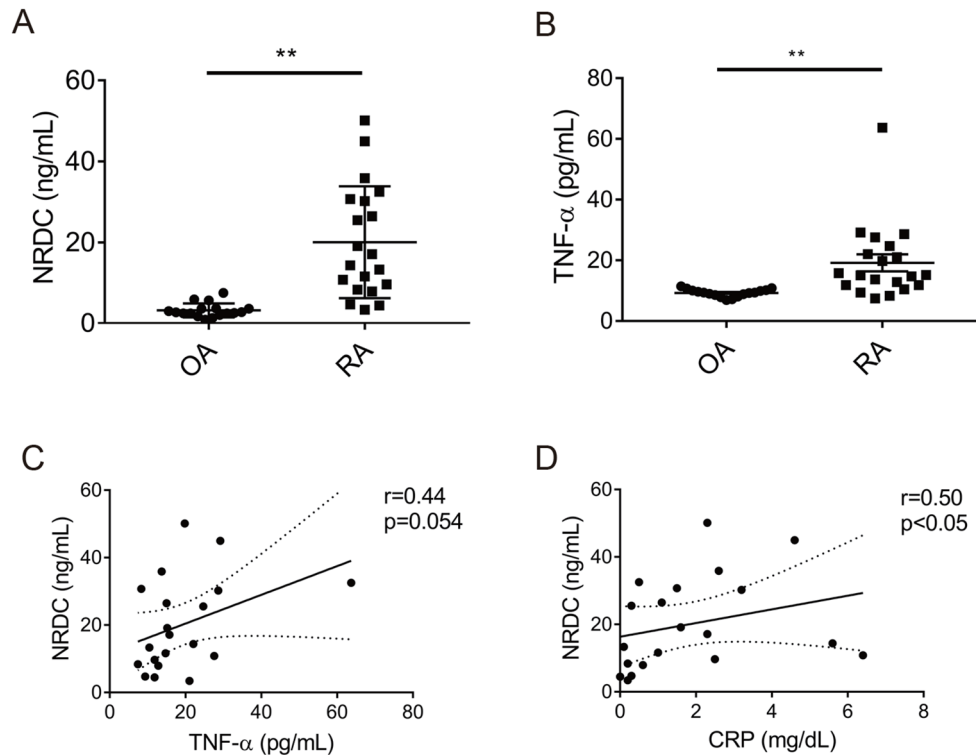 A
**
NRDC (ng/mL)
60
40
20
0
OA
RA
B
**
TNF-α (pg/mL)
80
60
40
20
0
OA
RA
C
r=0.44
p=0.054
NRDC (ng/mL)
60
40
20
0
0 20 40 60 80
TNF-α (pg/mL)
D
r=0.50
p<0.05
NRDC (ng/mL)
60
40
20
0
0 2 4 6 8
CRP (mg/dL)